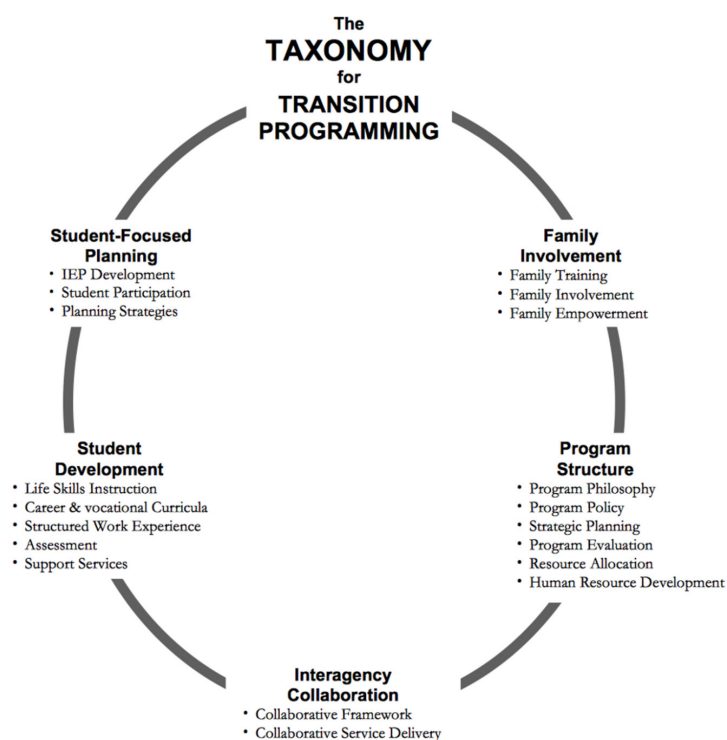 The
TAXONOMY
for
TRANSITION
PROGRAMMING
Student-Focused
Planning
• IEP Development
• Student Participation
• Planning Strategies
Family
Involvement
• Family Training
• Family Involvement
• Family Empowerment
Student
Development
• Life Skills Instruction
• Career & vocational Curricula
• Structured Work Experience
• Assessment
• Support Services
Program
Structure
• Program Philosophy
• Program Policy
• Strategic Planning
• Program Evaluation
• Resource Allocation
• Human Resource Development
Interagency
Collaboration
• Collaborative Framework
• Collaborative Service Delivery